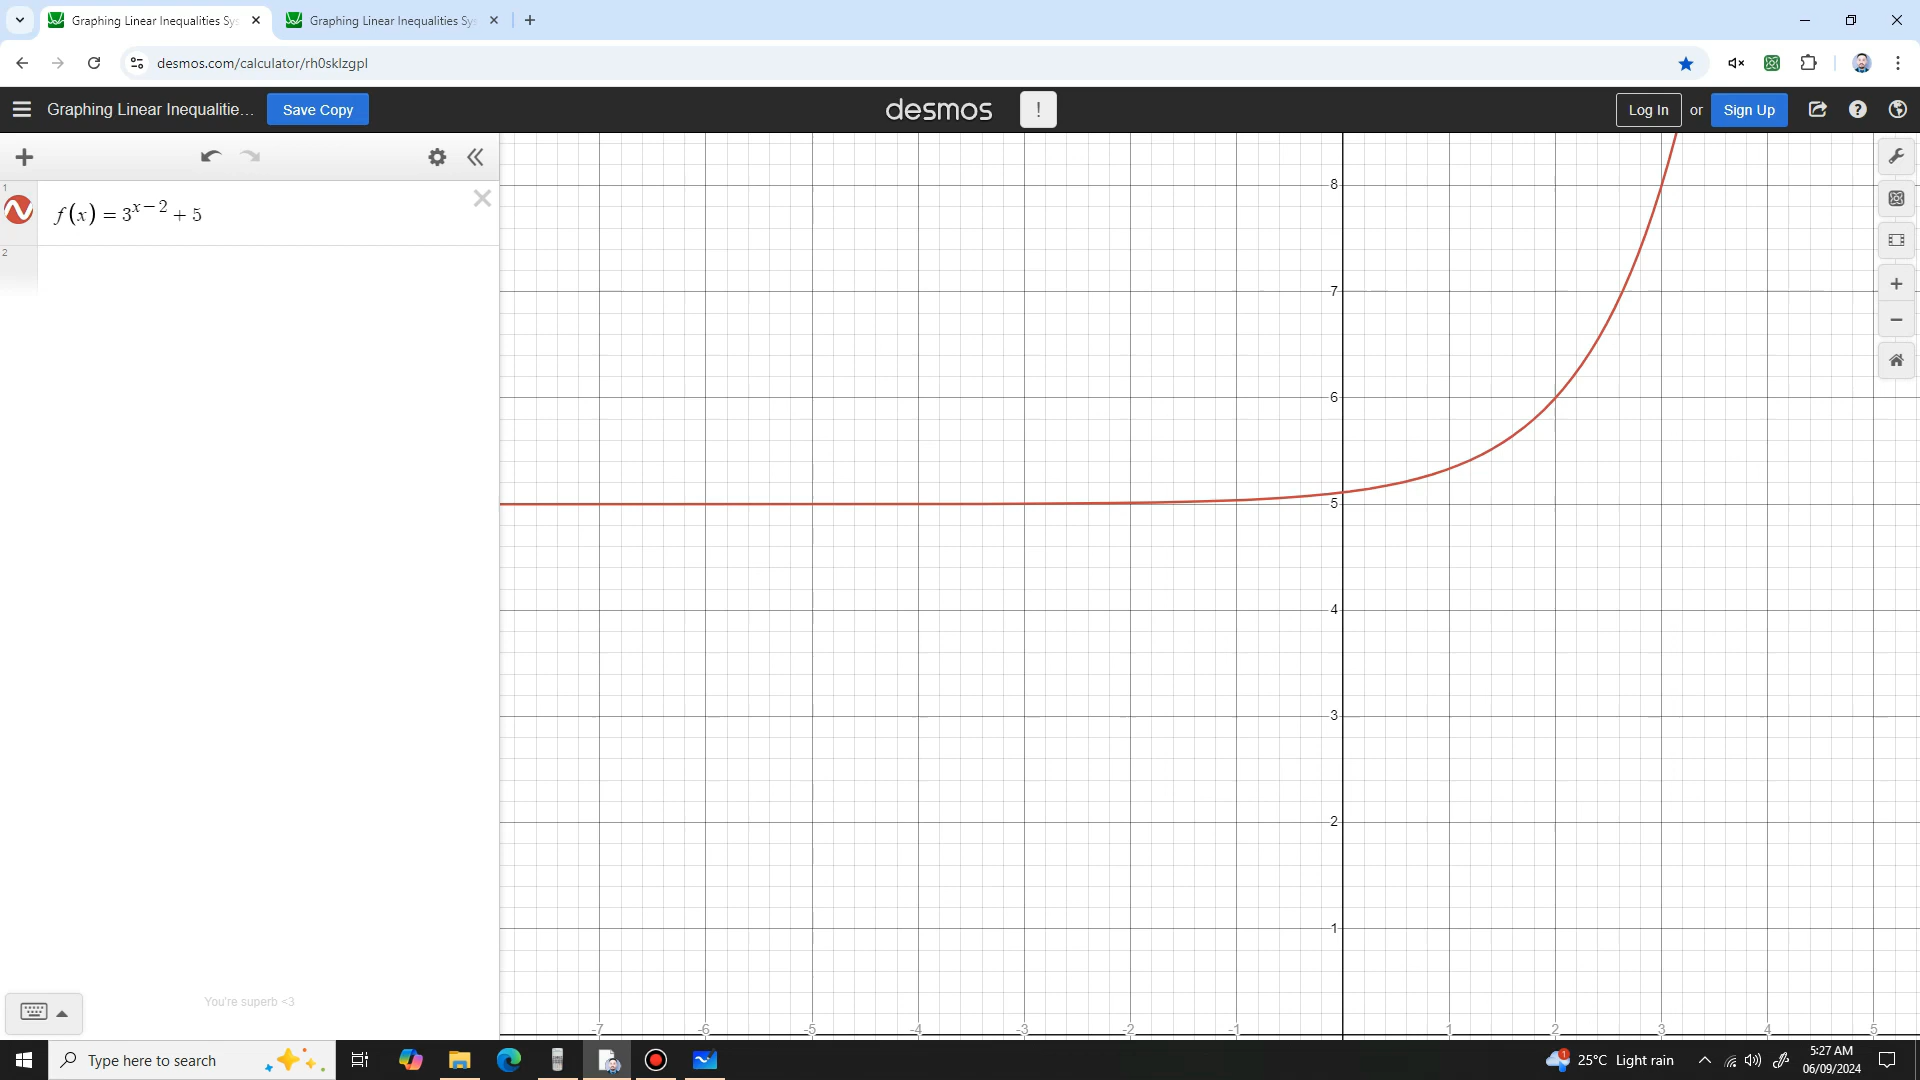 Graphing Linear Inequalities Sys
Graphing Linear Inequalities Sys
desmos.com/calculator/rh0sklzgpl
Graphing Linear Inequalitie...
Save Copy
desmos
!
Log In or Sign Up
1
f(x) = 3^{x-2} + 5
2
8
7
6
5
4
3
2
1
-7 -6 -5 -4 -3 -2 -1 1 2 3 4 5
You're superb <3
Type here to search
1
25°C Light rain
5:27 AM
06/09/2024